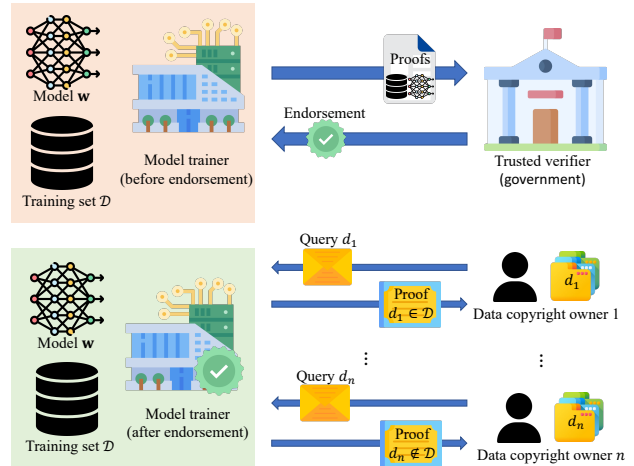 Model w
Training set 𝒟
Model trainer
(before endorsement)
Proofs
Endorsement
Trusted verifier
(government)
Model w
Training set 𝒟
Model trainer
(after endorsement)
Query d₁
Proof
d₁ ∈ 𝒟
d₁
Data copyright owner 1
⋮
⋮
Query dₙ
Proof
dₙ ∉ 𝒟
dₙ
Data copyright owner n